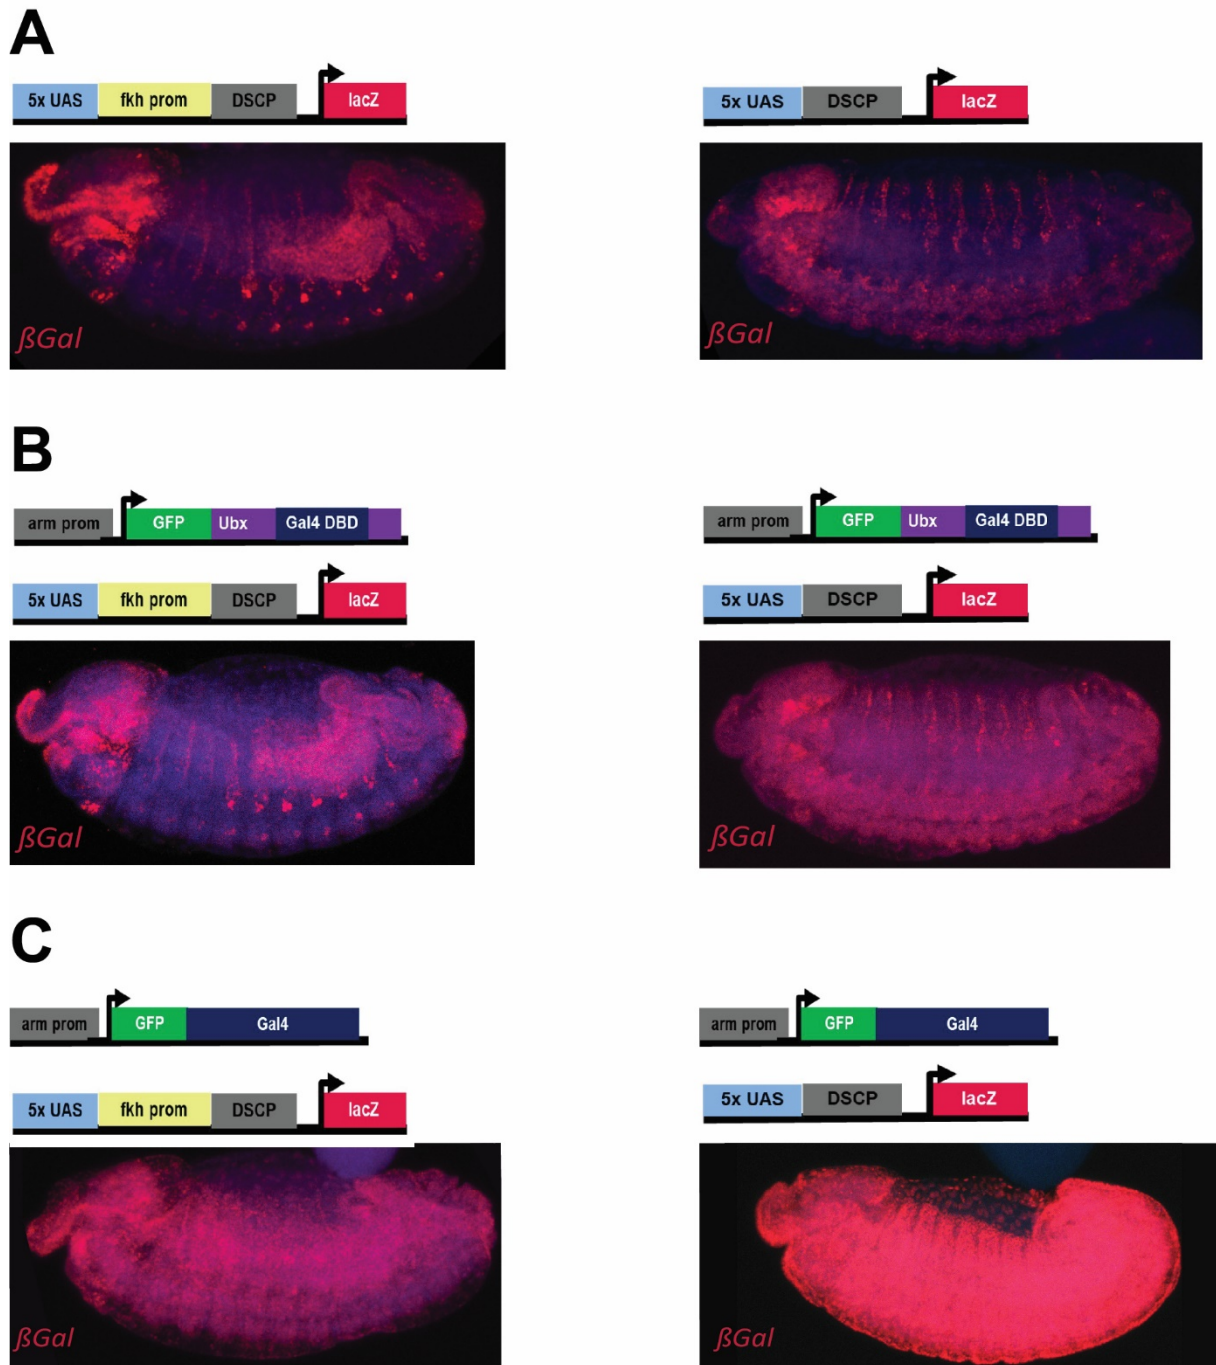 A
5x UAS fkh prom DSCP lacZ
5x UAS DSCP lacZ
ßGal
ßGal
B
arm prom GFP Ubx Gal4 DBD
arm prom GFP Ubx Gal4 DBD
5x UAS fkh prom DSCP lacZ
5x UAS DSCP lacZ
ßGal
ßGal
C
arm prom GFP Gal4
arm prom GFP Gal4
5x UAS fkh prom DSCP lacZ
5x UAS DSCP lacZ
ßGal
ßGal